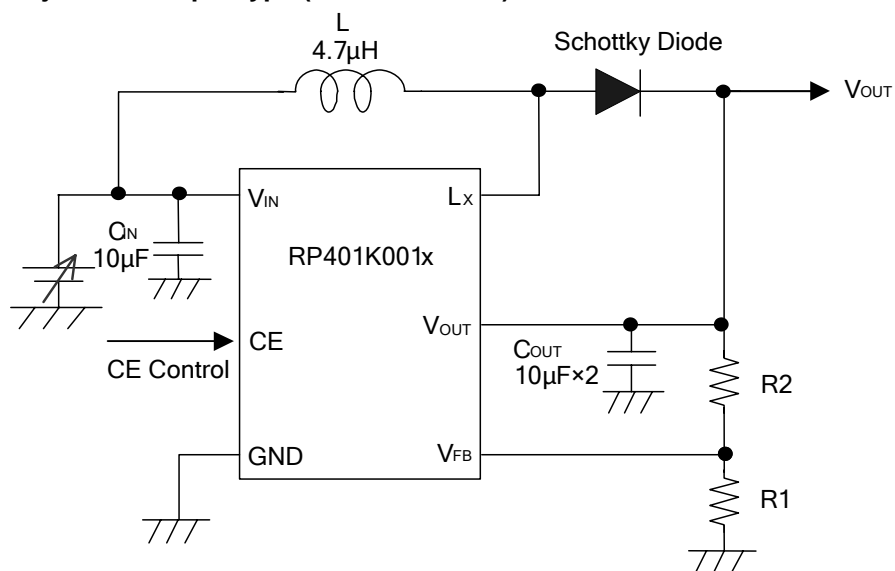 L
4.7µH
Schottky Diode
VOUT
VIN
LX
CIN
10µF
RP401K001x
CE
CE Control
VOUT
COUT
10µF×2
R2
GND
VFB
R1